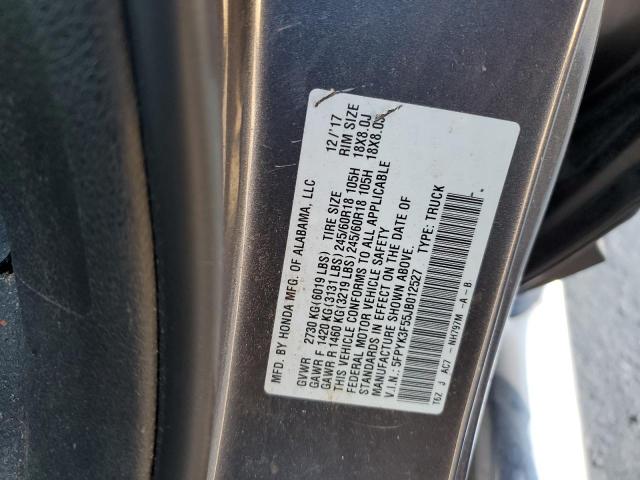 MFD. BY HONDA MFG. OF ALABAMA, LLC 12/'17
GVWR 2730 KG(6019 LBS) TIRE SIZE RIM SIZE
GAWR F 1420 KG(3131 LBS) 245/60R18 105H 18X8.0J
GAWR R 1460 KG(3219 LBS) 245/60R18 105H 18X8.0J
THIS VEHICLE CONFORMS TO ALL APPLICABLE
FEDERAL MOTOR VEHICLE SAFETY
STANDARDS IN EFFECT ON THE DATE OF
MANUFACTURE SHOWN ABOVE.
V.I.N.: 5FPYK3F55JB012527 TYPE: TRUCK
T6Z J AC7 - NH797M - A - B